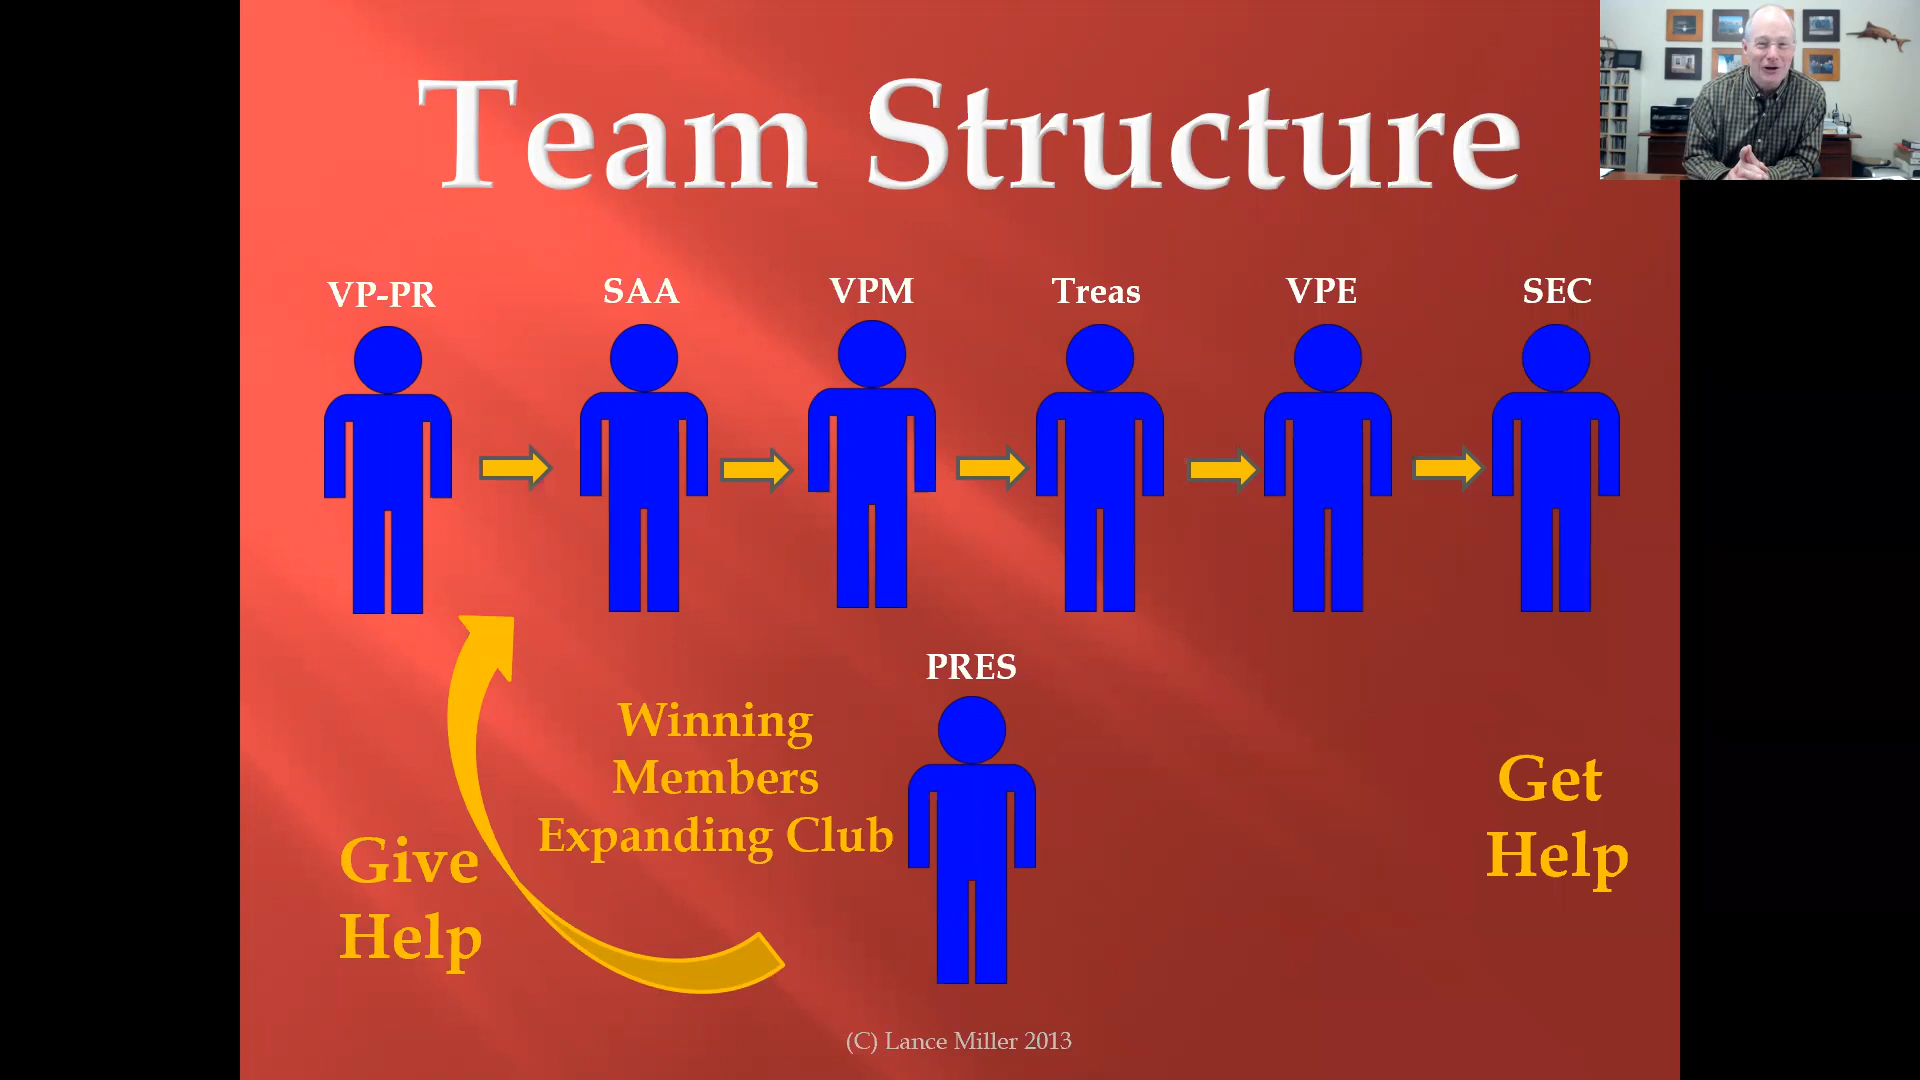 Team Structure
VP-PR
SAA
VPM
Treas
VPE
SEC
PRES
Winning
Members
Expanding Club
Give
Help
Get
Help
(C) Lance Miller 2013